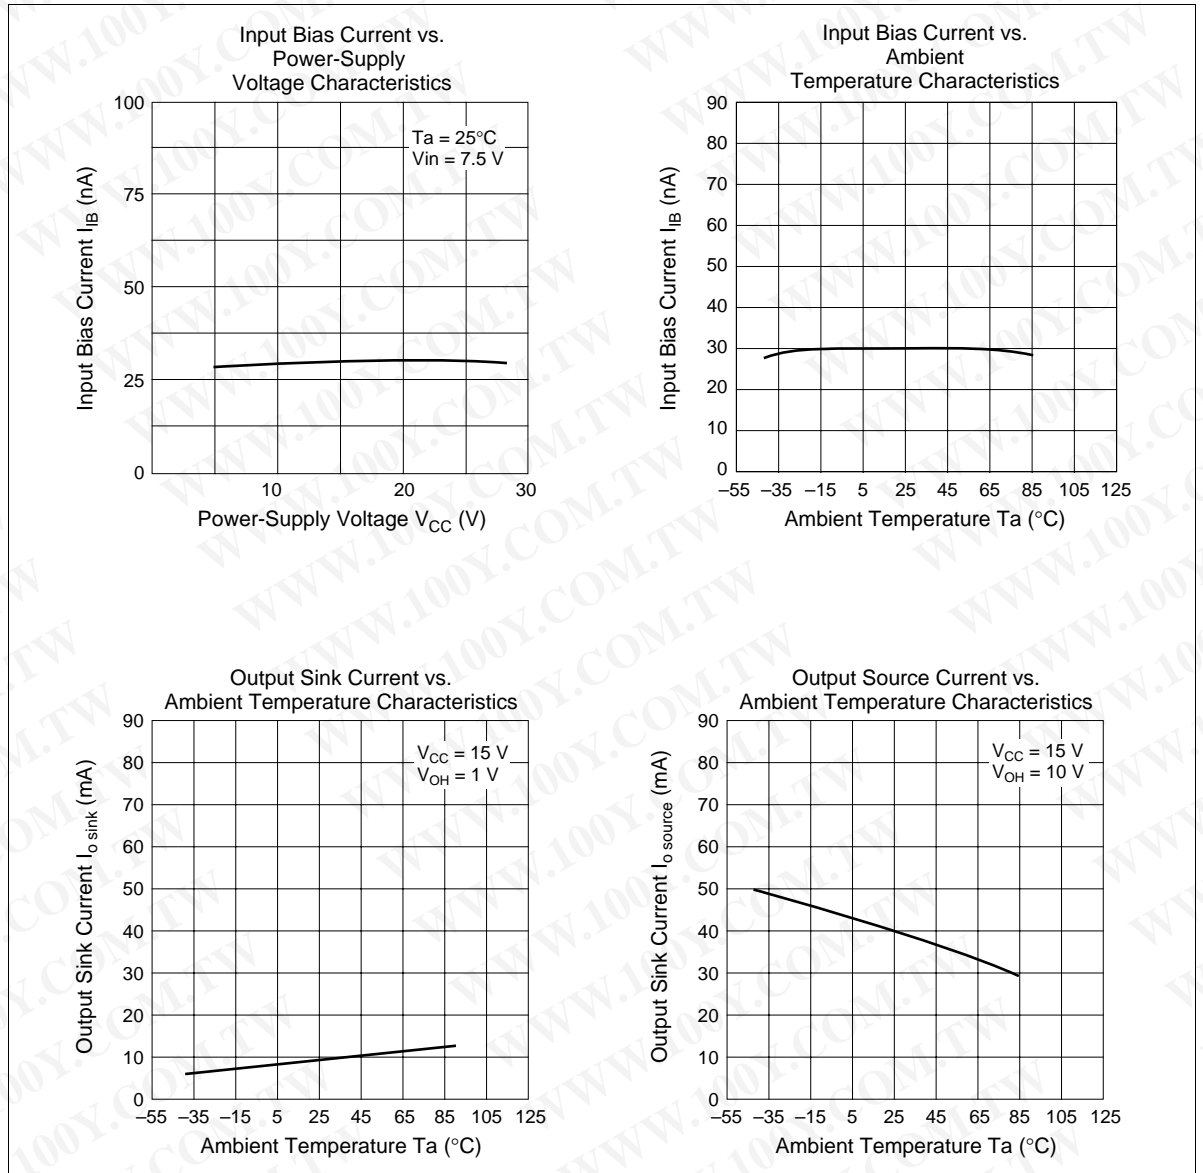 Input Bias Current vs.
Power-Supply
Voltage Characteristics
100
75
50
25
0
Input Bias Current I_IB (nA)
Ta = 25°C
Vin = 7.5 V
10 20 30
Power-Supply Voltage V_CC (V)
Input Bias Current vs.
Ambient
Temperature Characteristics
90
80
70
60
50
40
30
20
10
0
Input Bias Current I_IB (nA)
–55 –35 –15 5 25 45 65 85 105 125
Ambient Temperature Ta (°C)
Output Sink Current vs.
Ambient Temperature Characteristics
90
80
70
60
50
40
30
20
10
0
Output Sink Current I_o sink (mA)
V_CC = 15 V
V_OH = 1 V
–55 –35 –15 5 25 45 65 85 105 125
Ambient Temperature Ta (°C)
Output Source Current vs.
Ambient Temperature Characteristics
90
80
70
60
50
40
30
20
10
0
Output Sink Current I_o source (mA)
V_CC = 15 V
V_OH = 10 V
–55 –35 –15 5 25 45 65 85 105 125
Ambient Temperature Ta (°C)
WWW.100Y.COM.TW